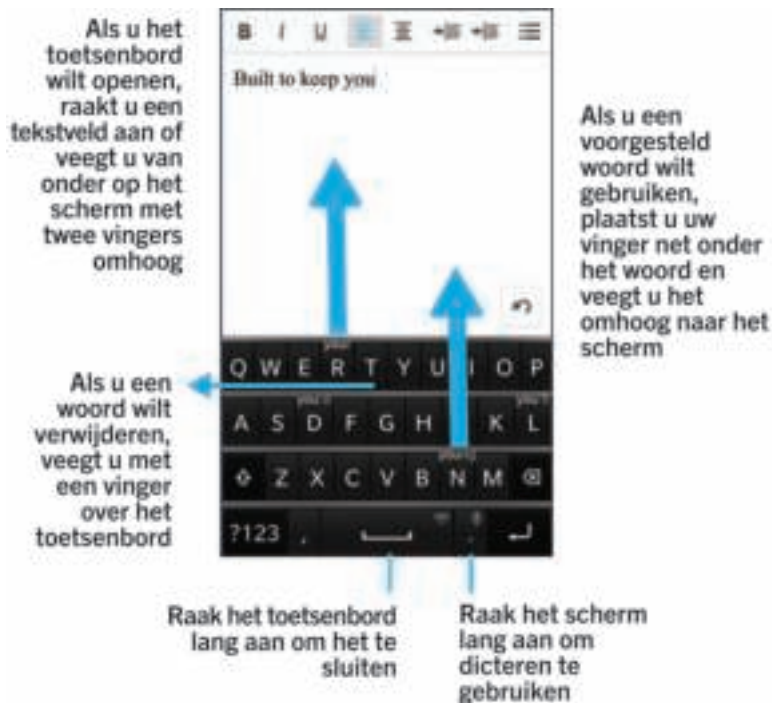 Als u het
toetsenbord
wilt openen,
raakt u een
tekstveld aan of
veegt u van
onder op het
scherm met
twee vingers
omhoog
B I U
Built to keep you
Als u een
voorgesteld
woord wilt
gebruiken,
plaatst u uw
vinger net onder
het woord en
veegt u het
omhoog naar het
scherm
Q W E R T Y U I O P
A S D F G H K L
Z X C V B N M
?123 , .
Als u een
woord wilt
verwijderen,
veegt u met
een vinger
over het
toetsenbord
Raak het toetsenbord
lang aan om het te
sluiten
Raak het scherm
lang aan om
dicteren te
gebruiken